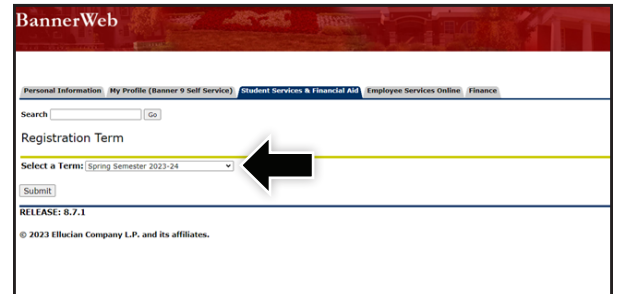 BannerWeb
Personal Information My Profile (Banner 9 Self Service) Student Services & Financial Aid Employee Services Online Finance
Search Go
Registration Term
Select a Term: Spring Semester 2023-24
Submit
RELEASE: 8.7.1
© 2023 Ellucian Company L.P. and its affiliates.